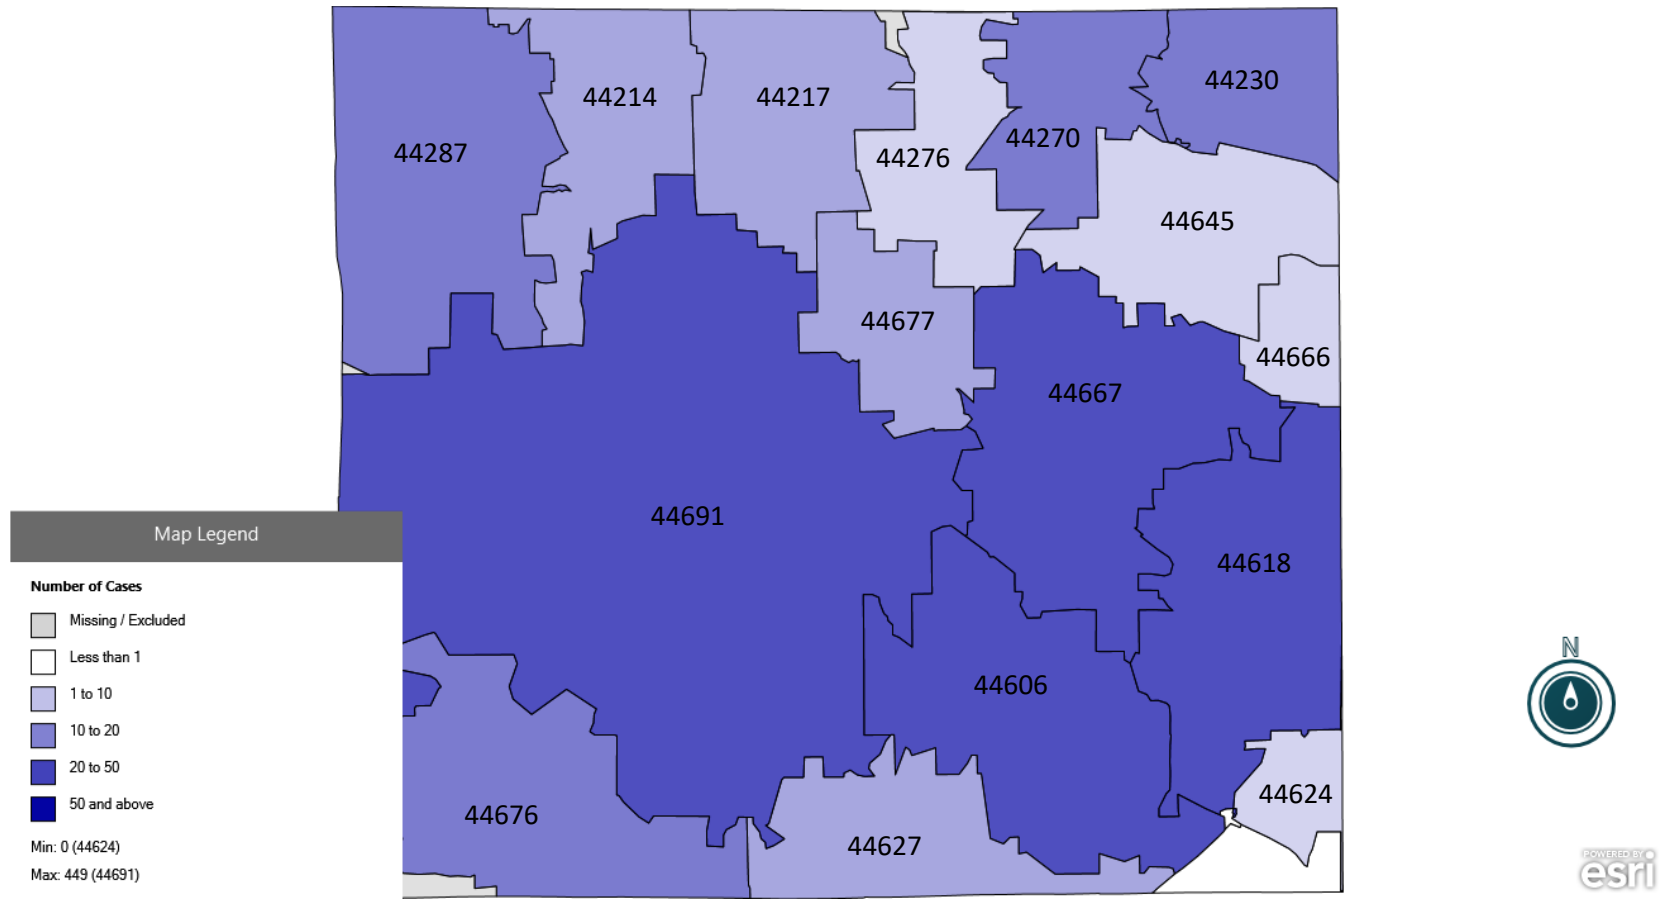 44230
44214
44217
44270
44287
44276
44645
44677
44666
44667
44691
44618
44606
44624
44676
44627
Map Legend
Number of Cases
Missing / Excluded
Less than 1
1 to 10
10 to 20
20 to 50
50 and above
Min: 0 (44624)
Max: 449 (44691)
N
POWERED BY
esri